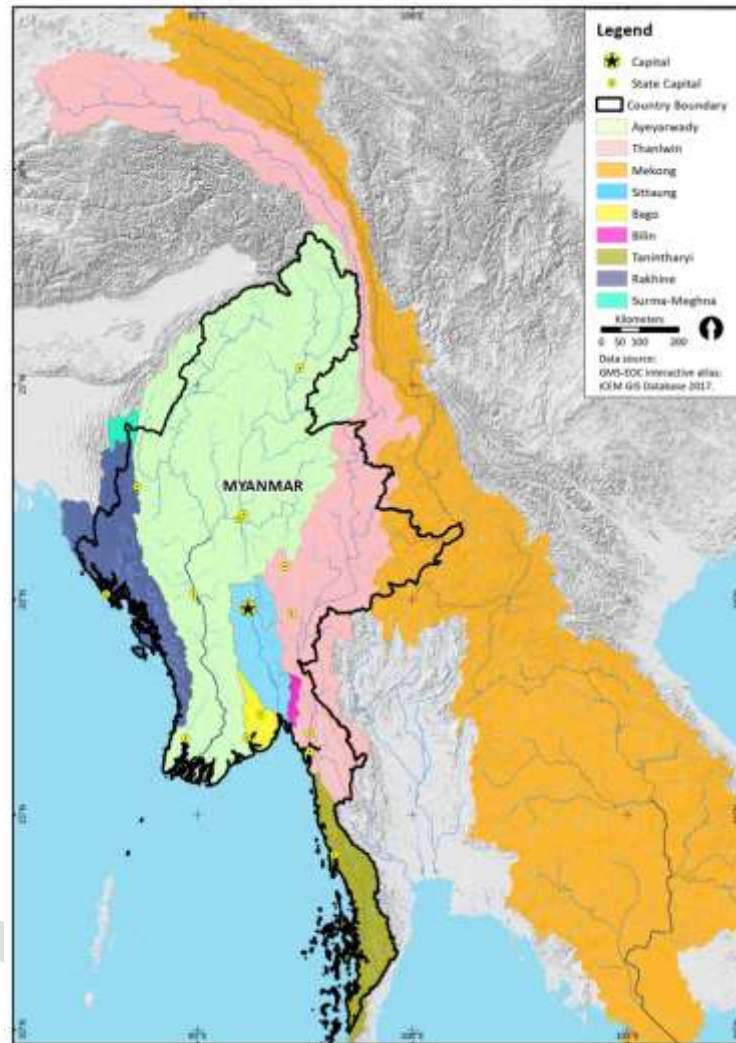 Legend
Capital
State Capital
Country Boundary
Ayeyarwady
Thanlwin
Mekong
Sittaung
Bago
Bilin
Tanintharyi
Rakhine
Surma-Meghna
Kilometers
0 50 100 200
Data source:
GMS-EOC interactive atlas;
ICEM GIS Database 2017.
MYANMAR